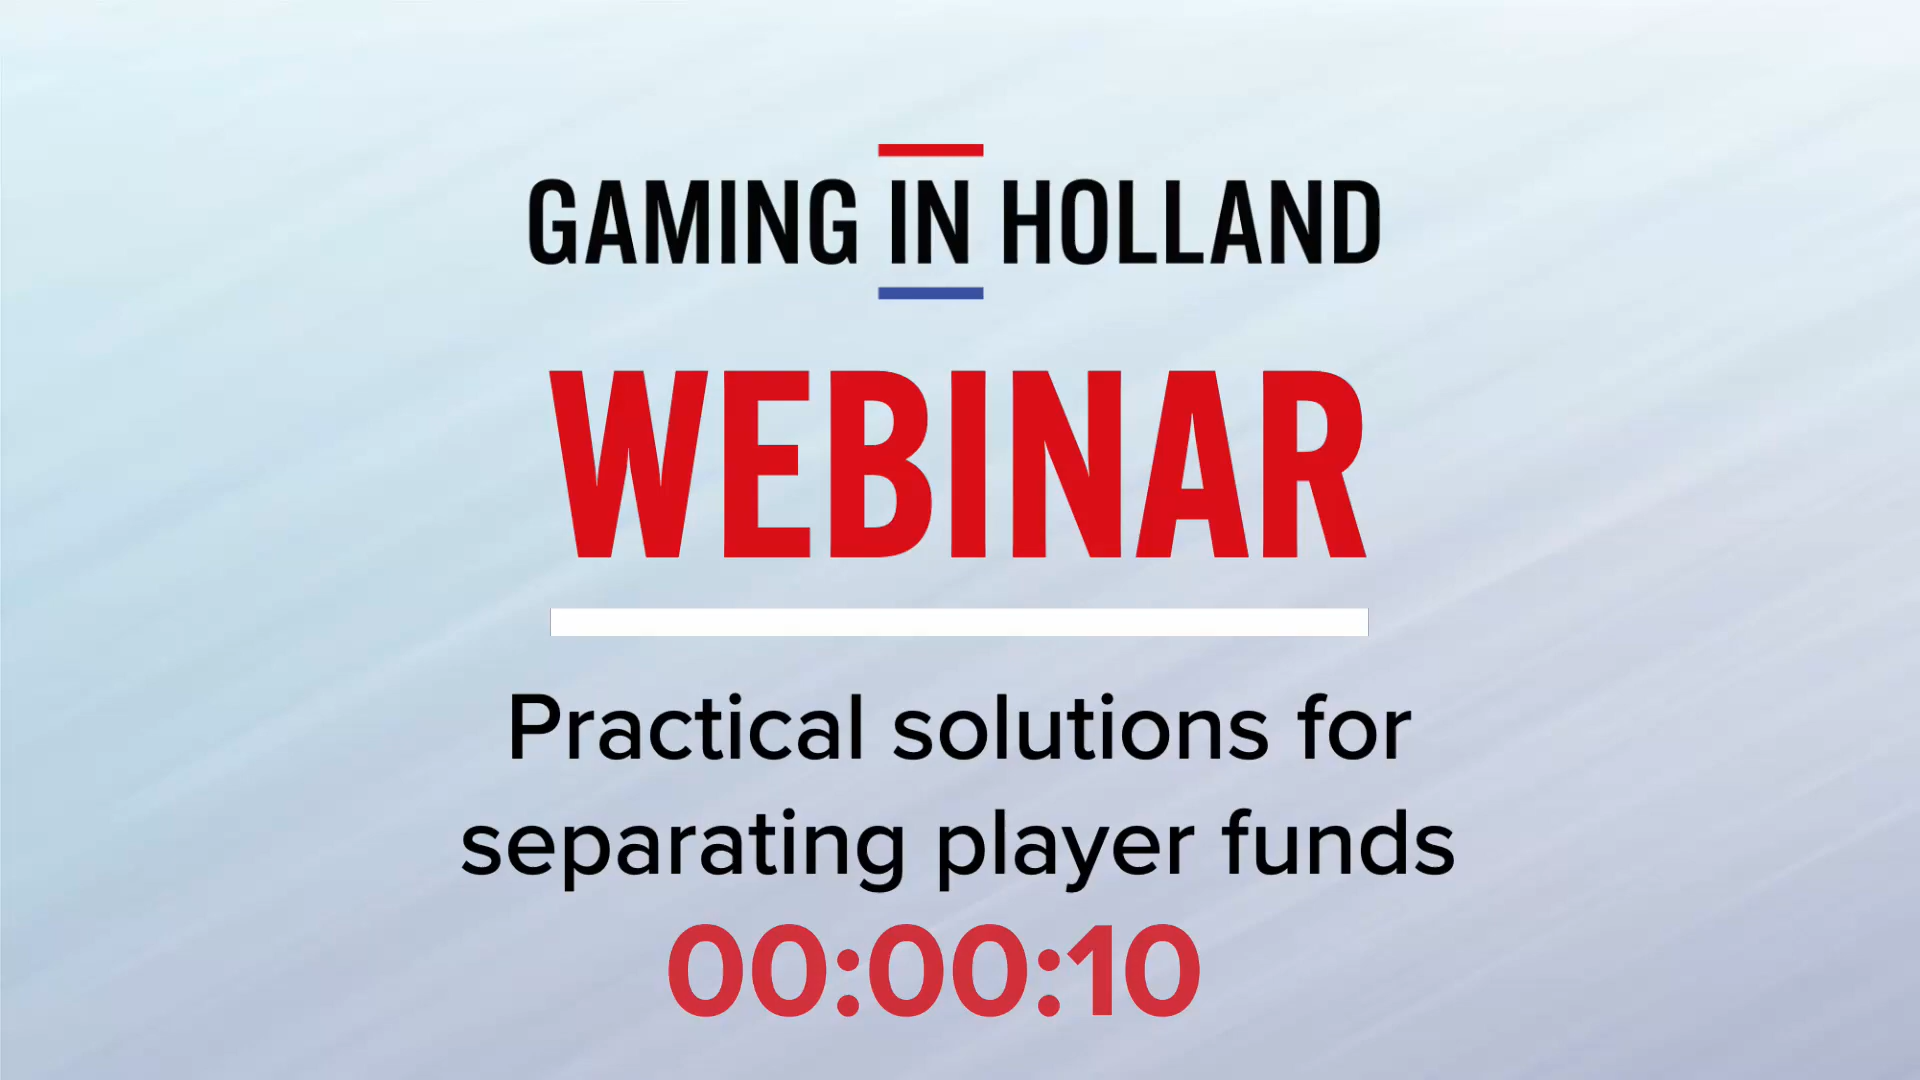 GAMING IN HOLLAND
WEBINAR
Practical solutions for
separating player funds
00:00:10